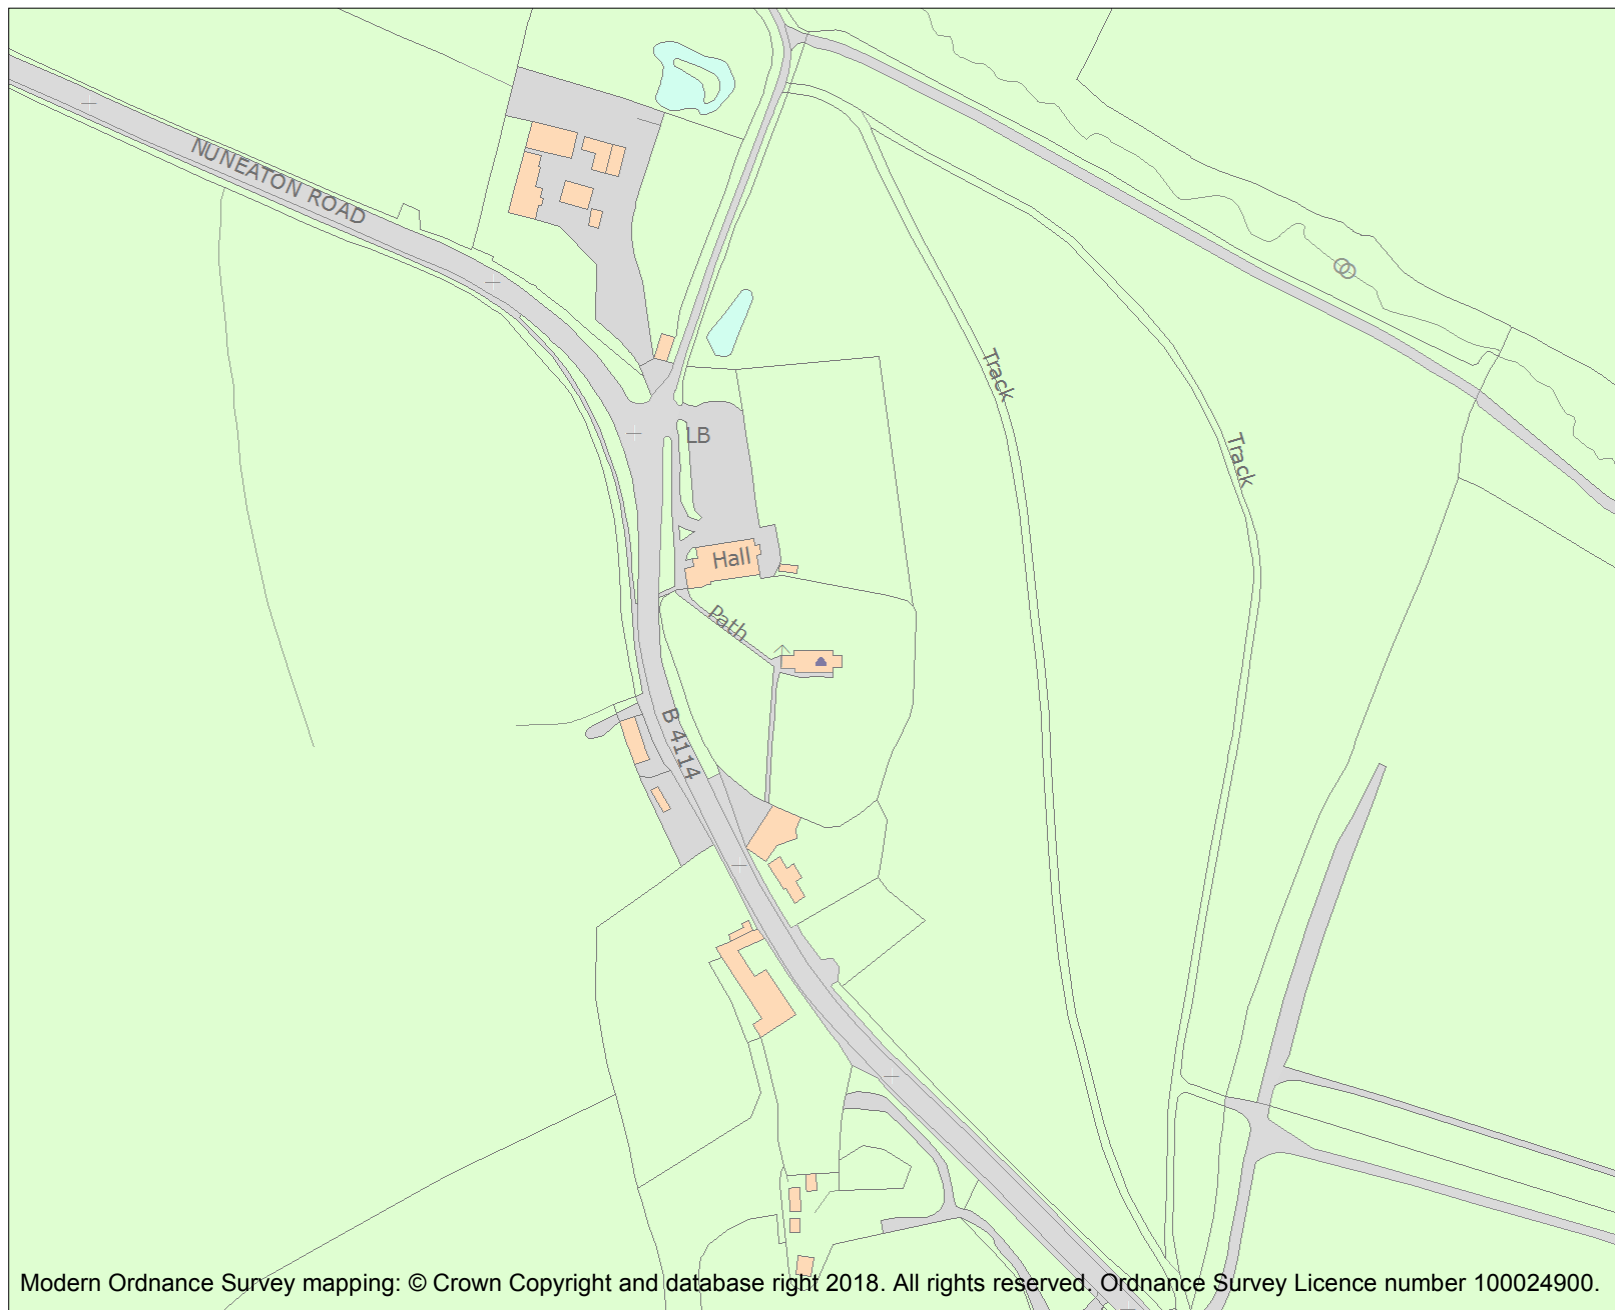 NUNEATON ROAD
Track
Track
LB
Hall
Path
B 4114
Modern Ordnance Survey mapping: © Crown Copyright and database right 2018. All rights reserved. Ordnance Survey Licence number 100024900.